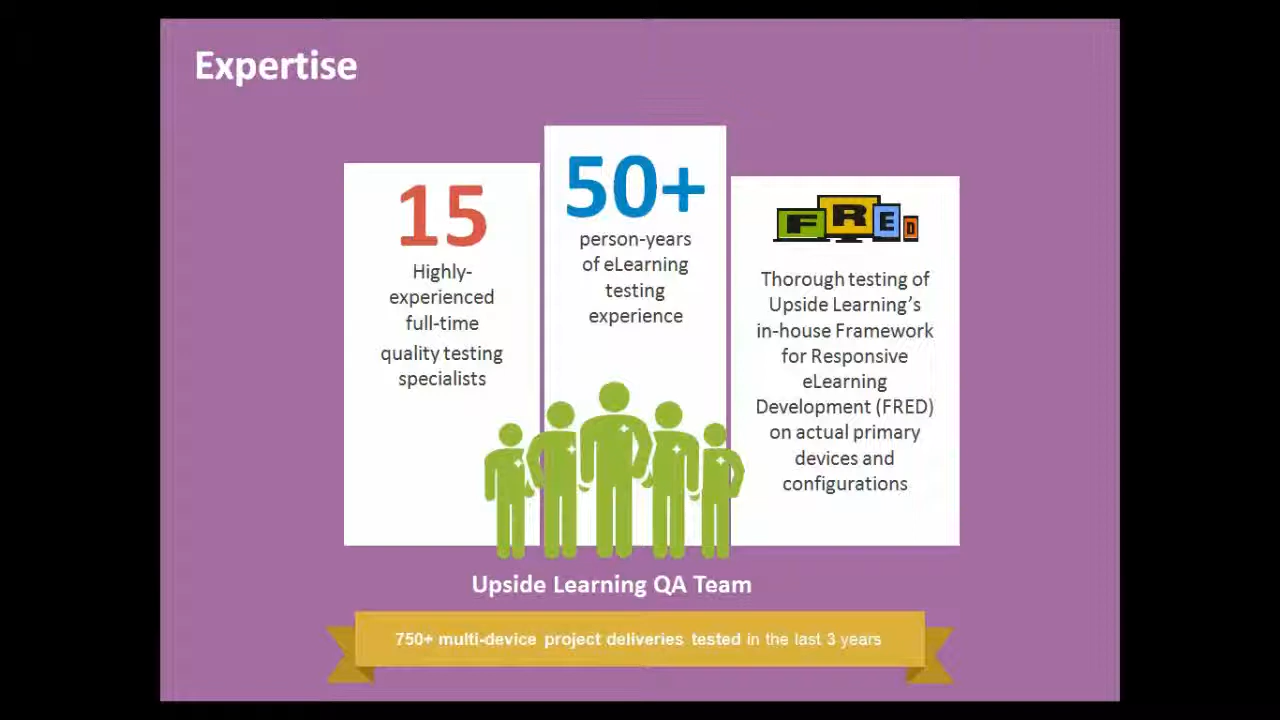 Expertise
15
Highly-
experienced
full-time
quality testing
specialists
50+
person-years
of eLearning
testing
experience
FRED
Thorough testing of
Upside Learning’s
in-house Framework
for Responsive
eLearning
Development (FRED)
on actual primary
devices and
configurations
Upside Learning QA Team
750+ multi-device project deliveries tested in the last 3 years